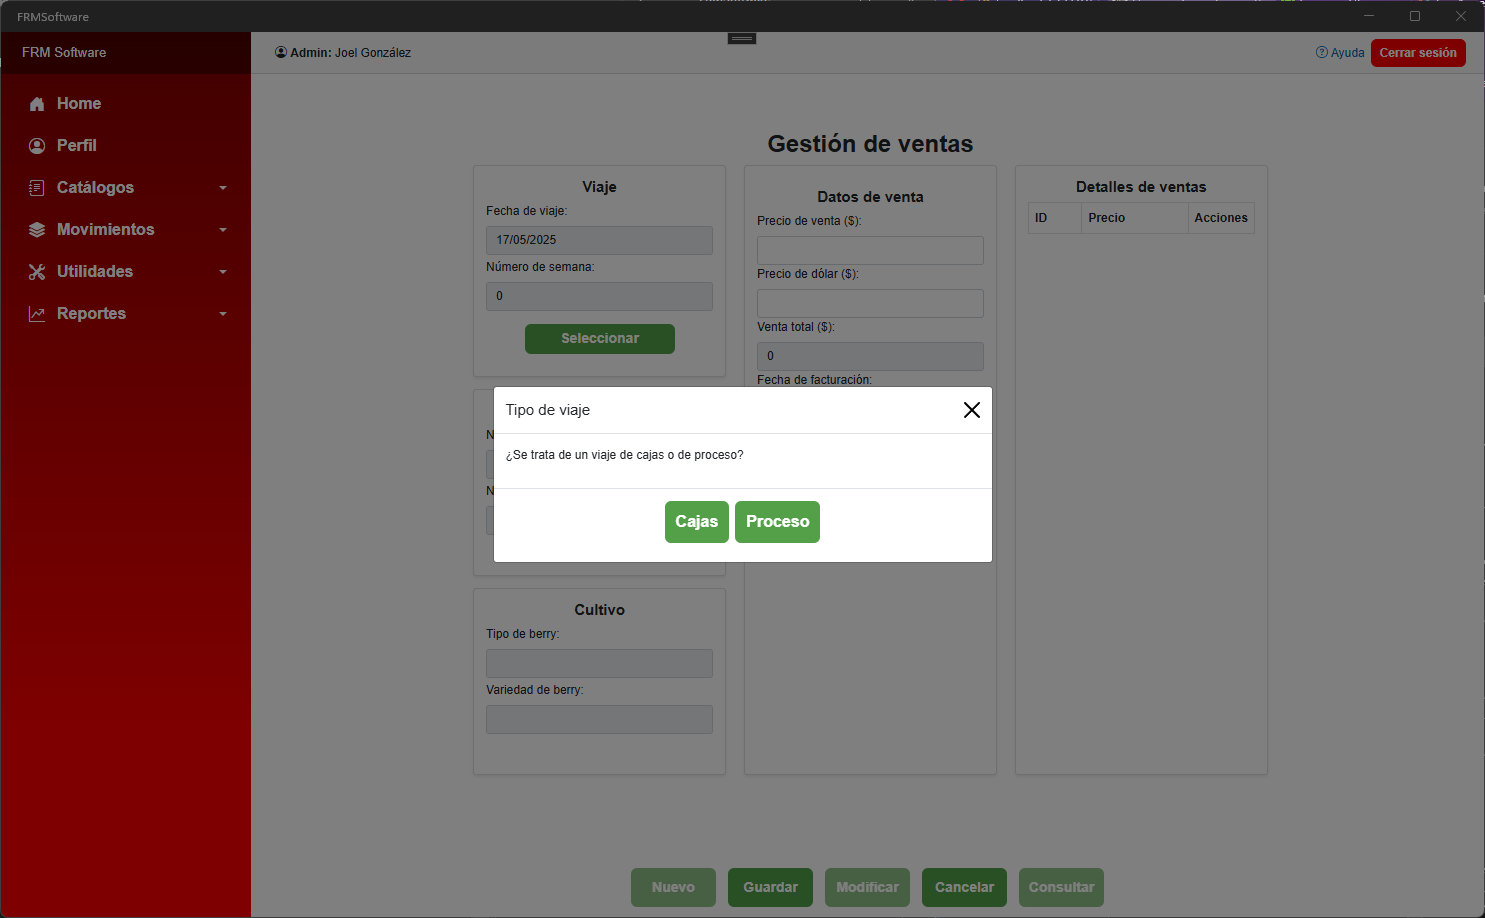 FRMSoftware
FRM Software
Admin: Joel González
Ayuda
Cerrar sesión
Home
Perfil
Catálogos
Movimientos
Utilidades
Reportes
Gestión de ventas
Viaje
Fecha de viaje:
17/05/2025
Número de semana:
0
Seleccionar
N
N
Cultivo
Tipo de berry:
Variedad de berry:
Datos de venta
Precio de venta ($):
Precio de dólar ($):
Venta total ($):
0
Fecha de facturación:
Detalles de ventas
ID Precio Acciones
Tipo de viaje
¿Se trata de un viaje de cajas o de proceso?
Cajas
Proceso
Nuevo
Guardar
Modificar
Cancelar
Consultar